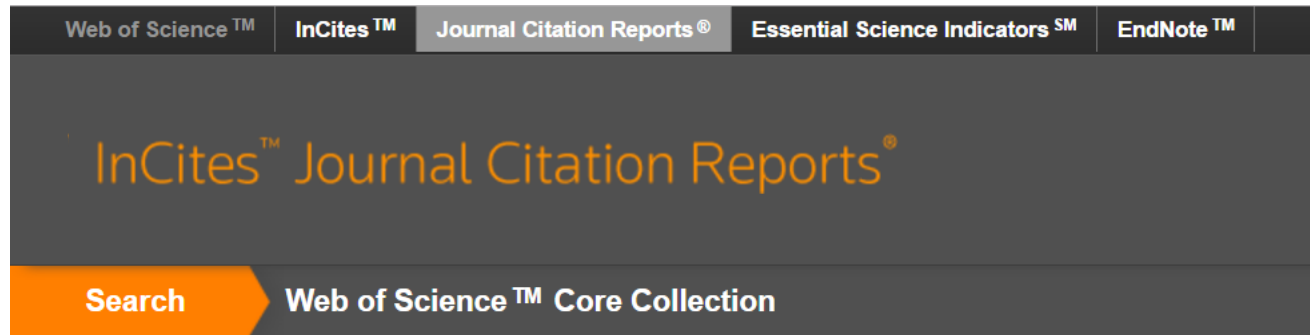 Web of Science™ InCites™ Journal Citation Reports® Essential Science Indicators℠ EndNote™
InCites™ Journal Citation Reports®
Search Web of Science™ Core Collection